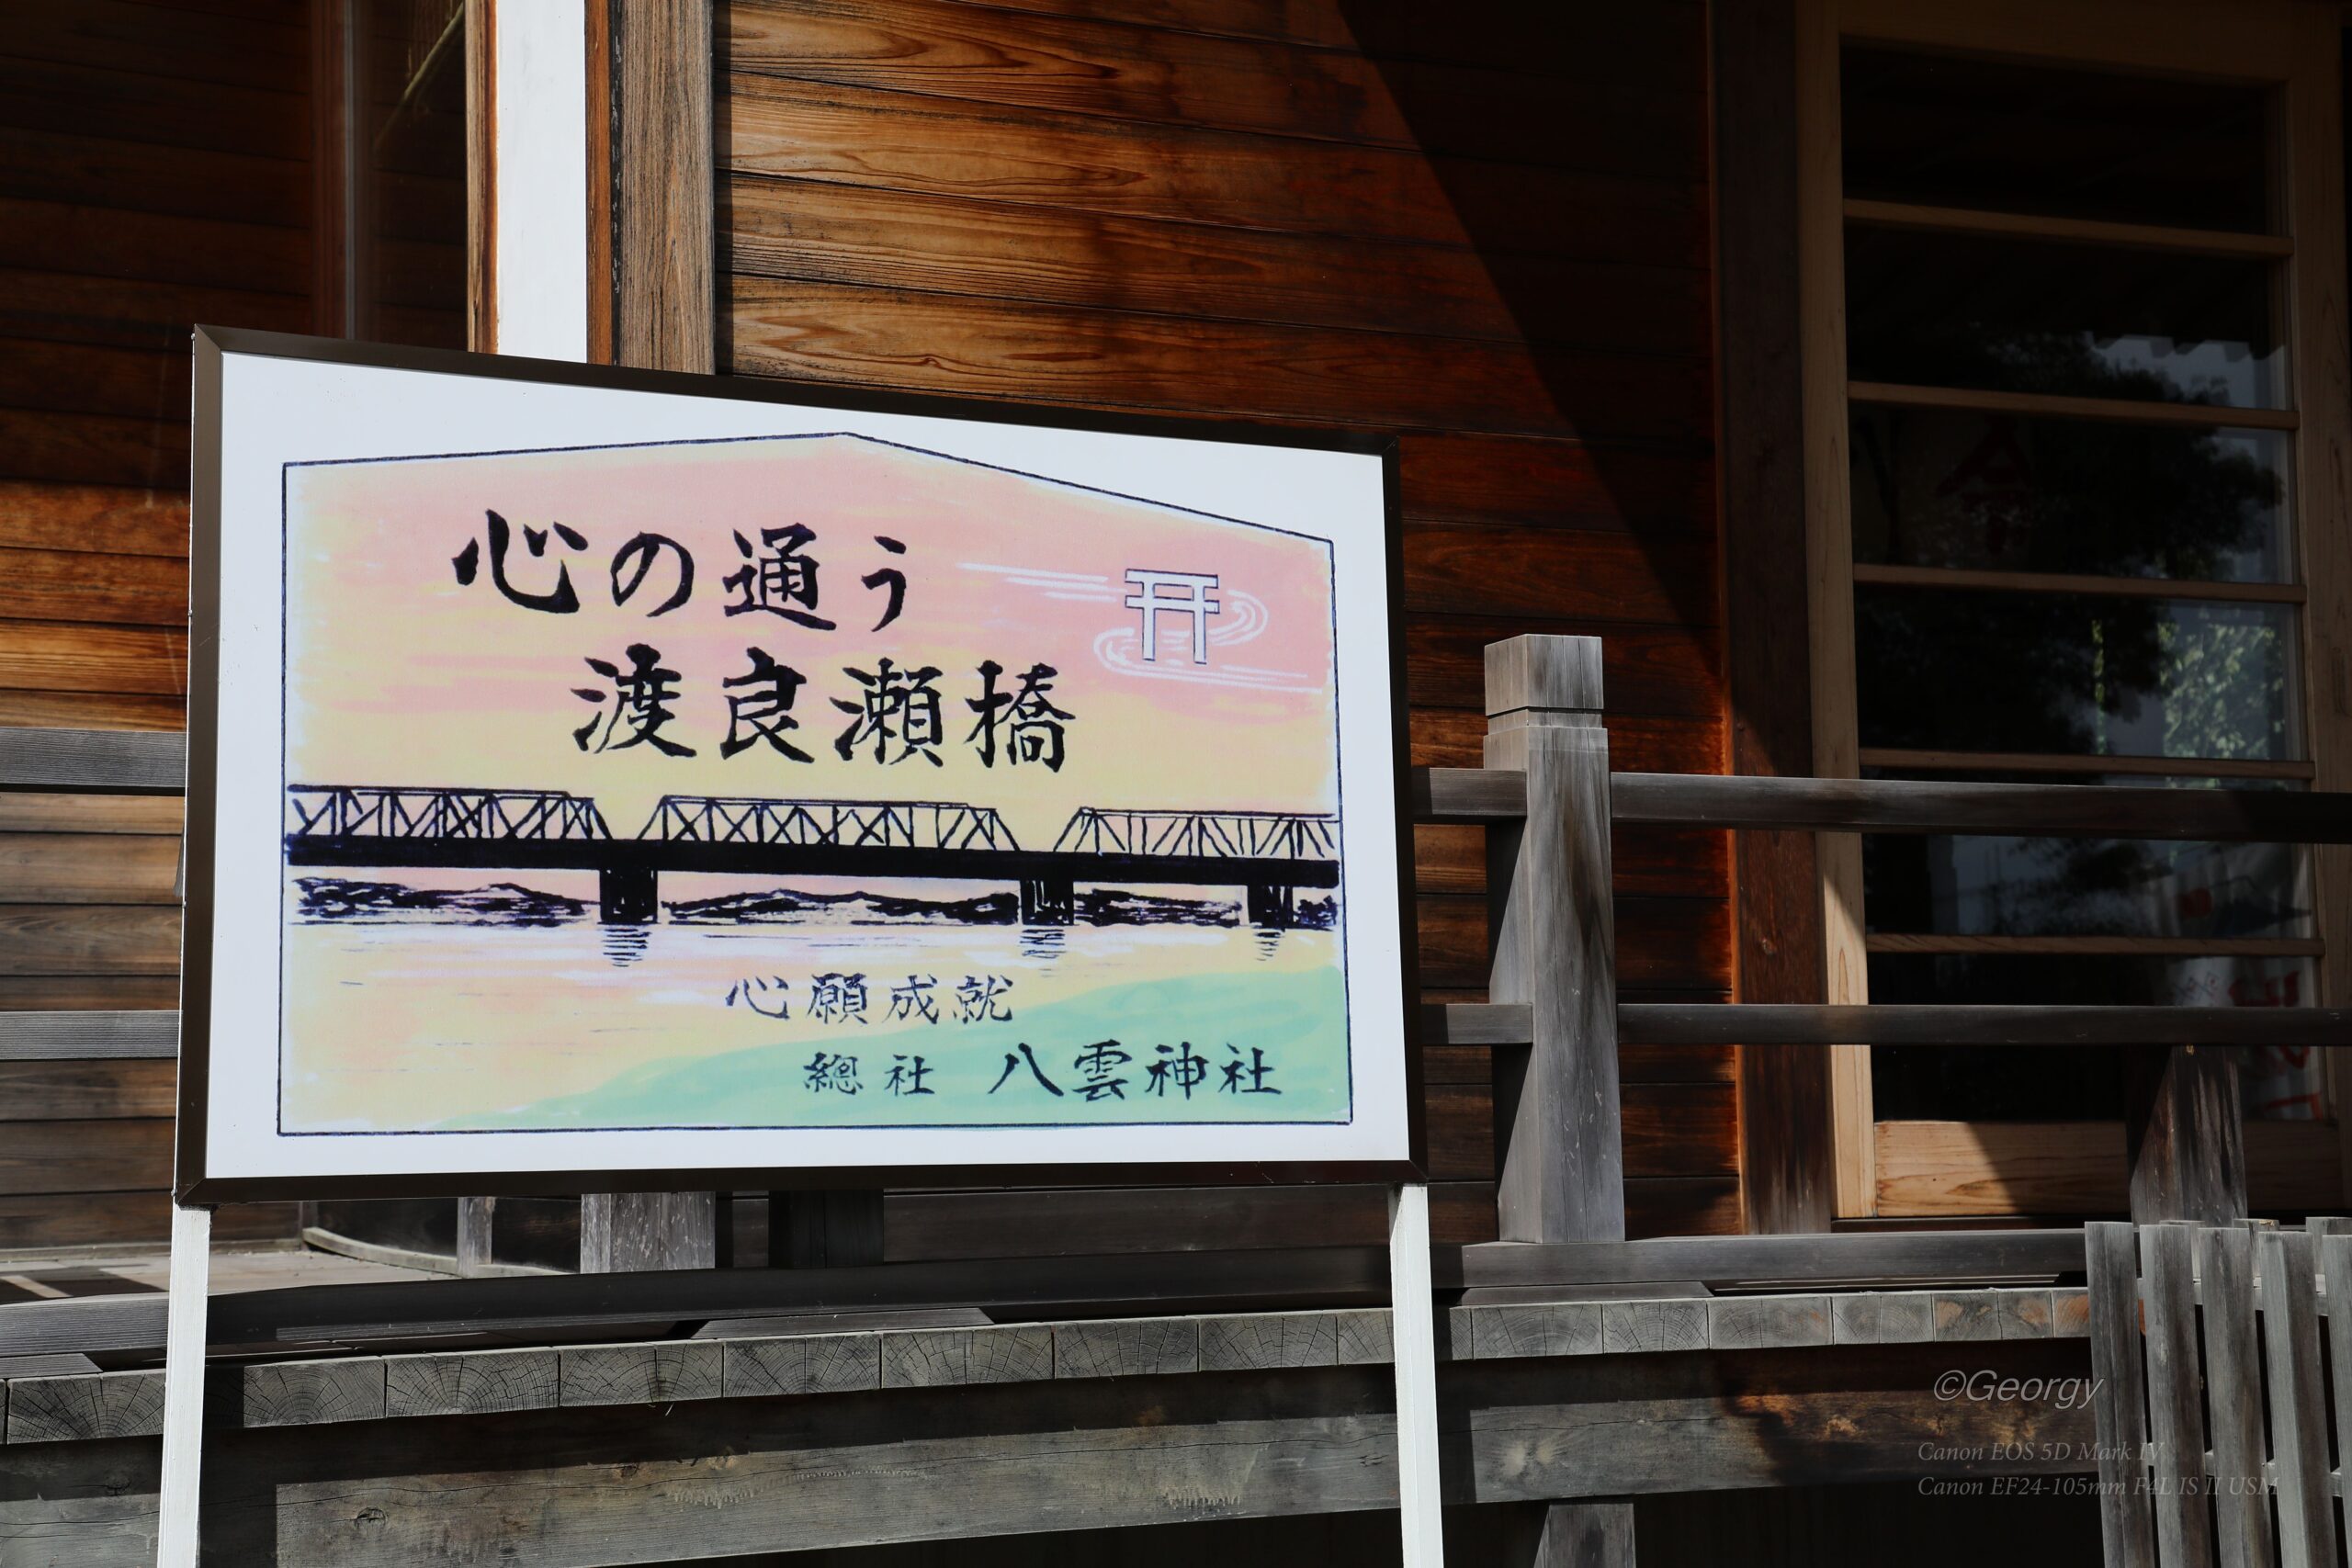 心の通う
渡良瀬橋
心願成就
總社 八雲神社
©Georgy
Canon EOS 5D Mark IV
Canon EF24-105mm F4L IS II USM